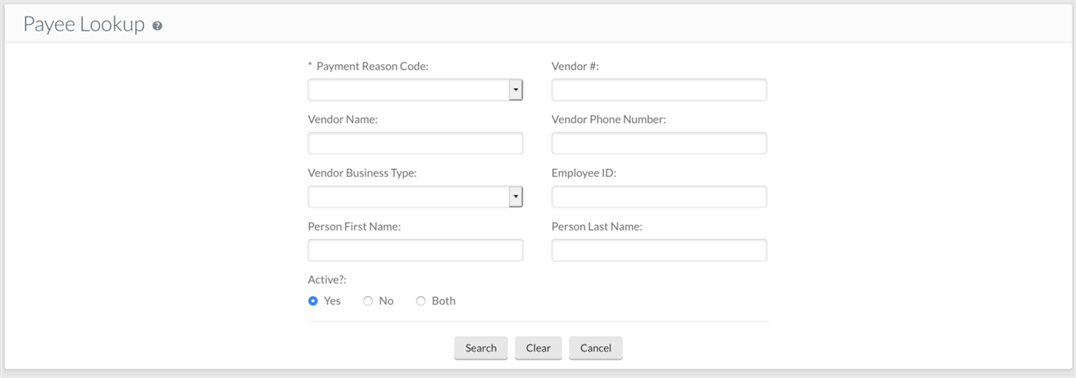 Payee Lookup ?
* Payment Reason Code: Vendor #:
Vendor Name: Vendor Phone Number:
Vendor Business Type: Employee ID:
Person First Name: Person Last Name:
Active?:
Yes No Both
Search Clear Cancel